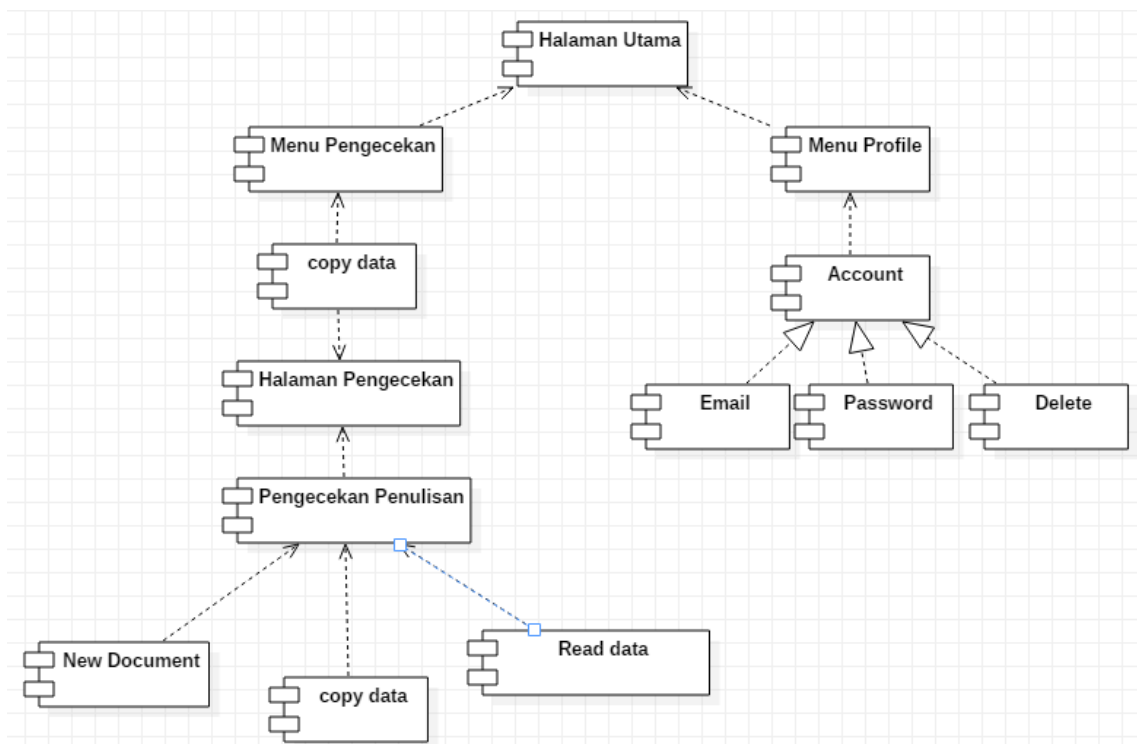 Halaman Utama
Menu Pengecekan
Menu Profile
copy data
Account
Halaman Pengecekan
Email
Password
Delete
Pengecekan Penulisan
New Document
copy data
Read data